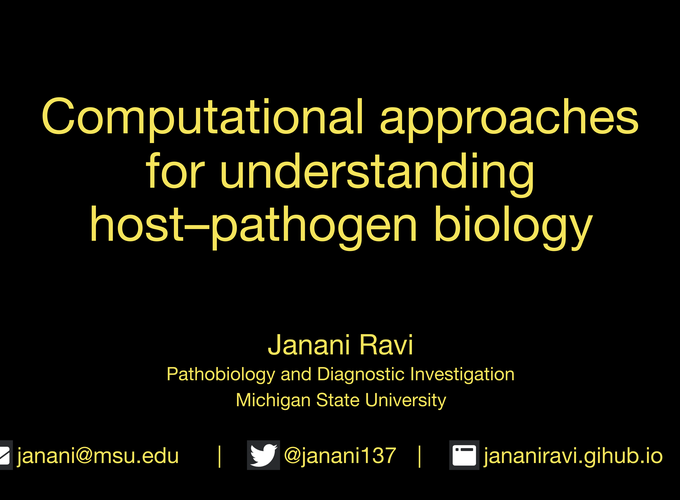 Computational approaches
for understanding
host–pathogen biology
Janani Ravi
Pathobiology and Diagnostic Investigation
Michigan State University
janani@msu.edu | @janani137 | jananiravi.gihub.io